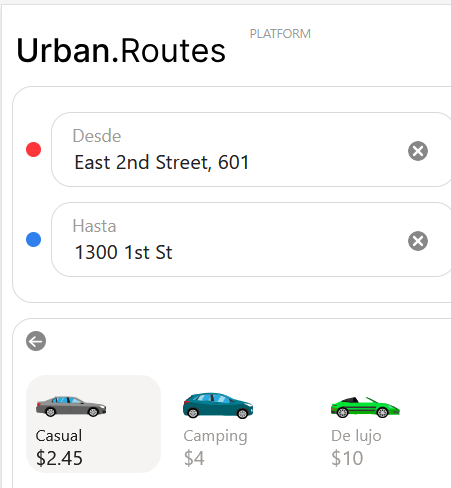 Urban.Routes
PLATFORM
Desde
East 2nd Street, 601
Hasta
1300 1st St
Casual
$2.45
Camping
$4
De lujo
$10